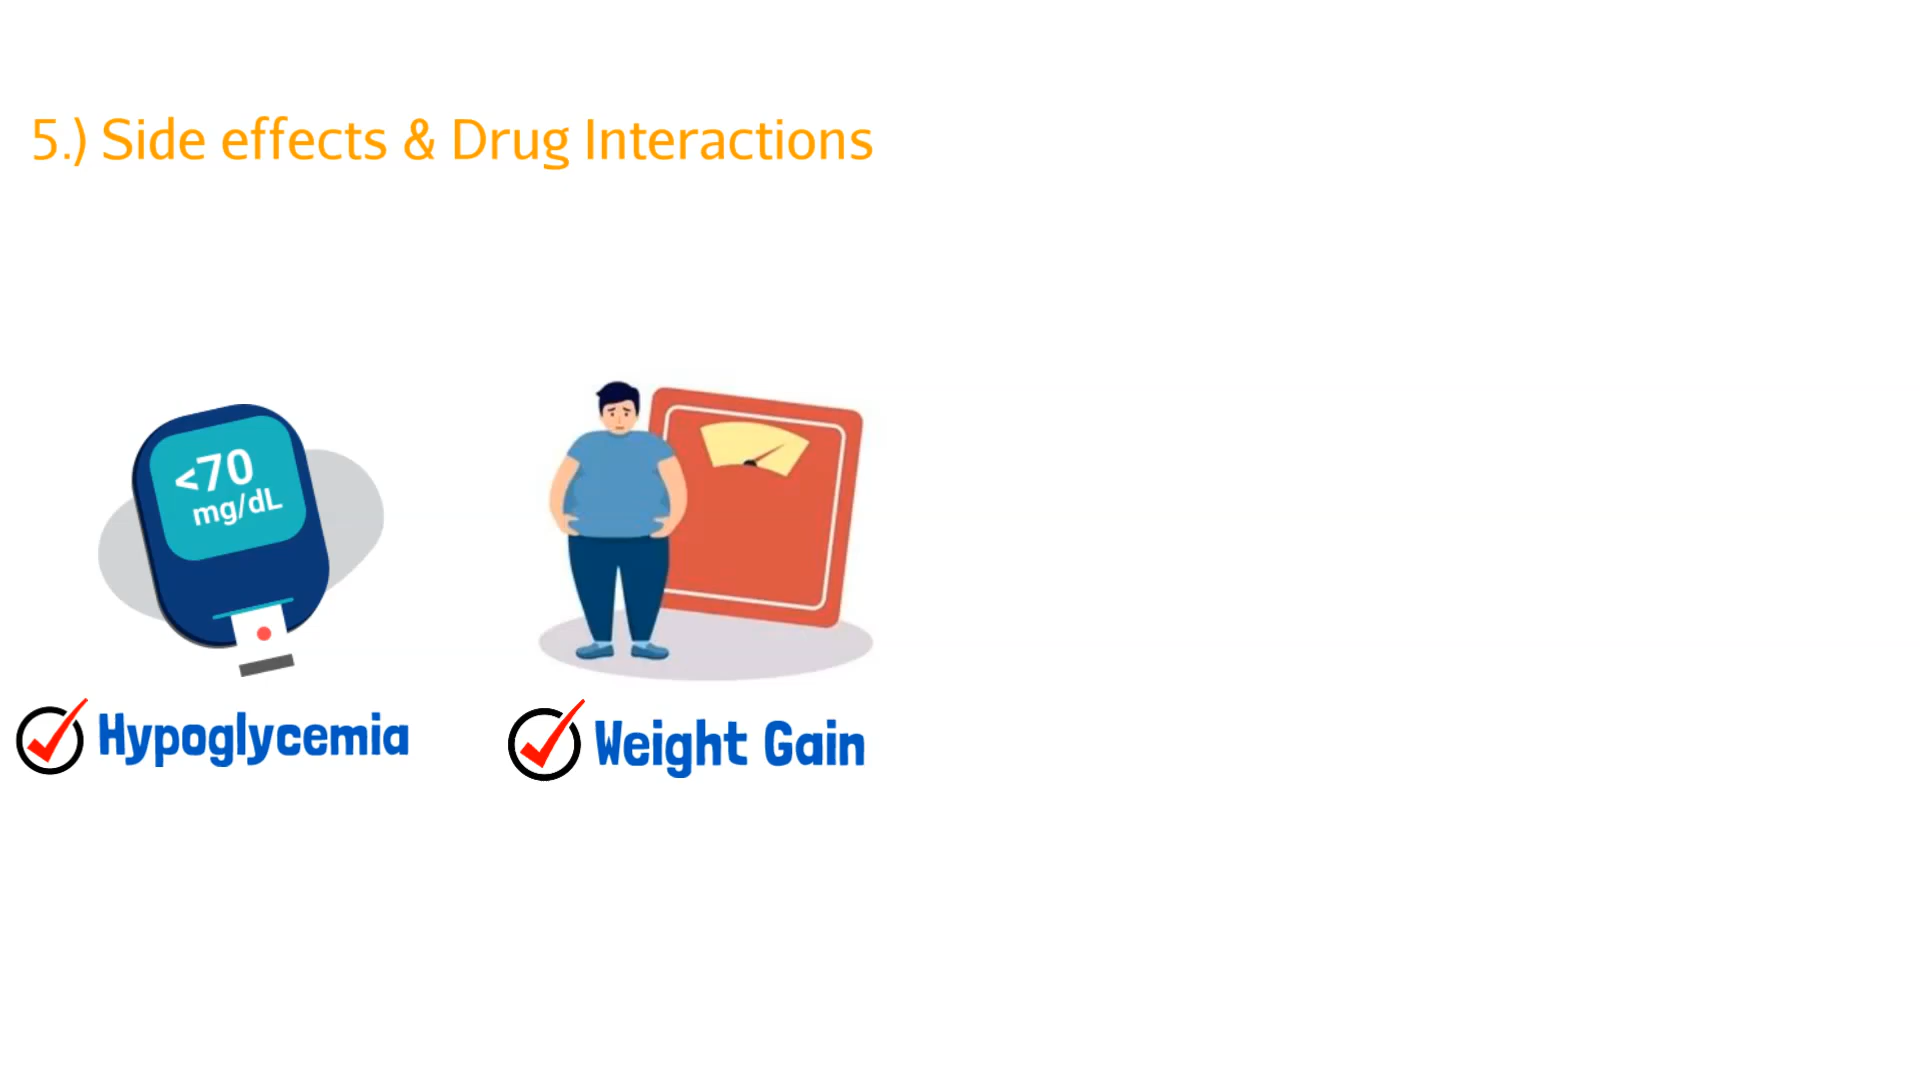 5.) Side effects & Drug Interactions
<70
mg/dL
Hypoglycemia
Weight Gain